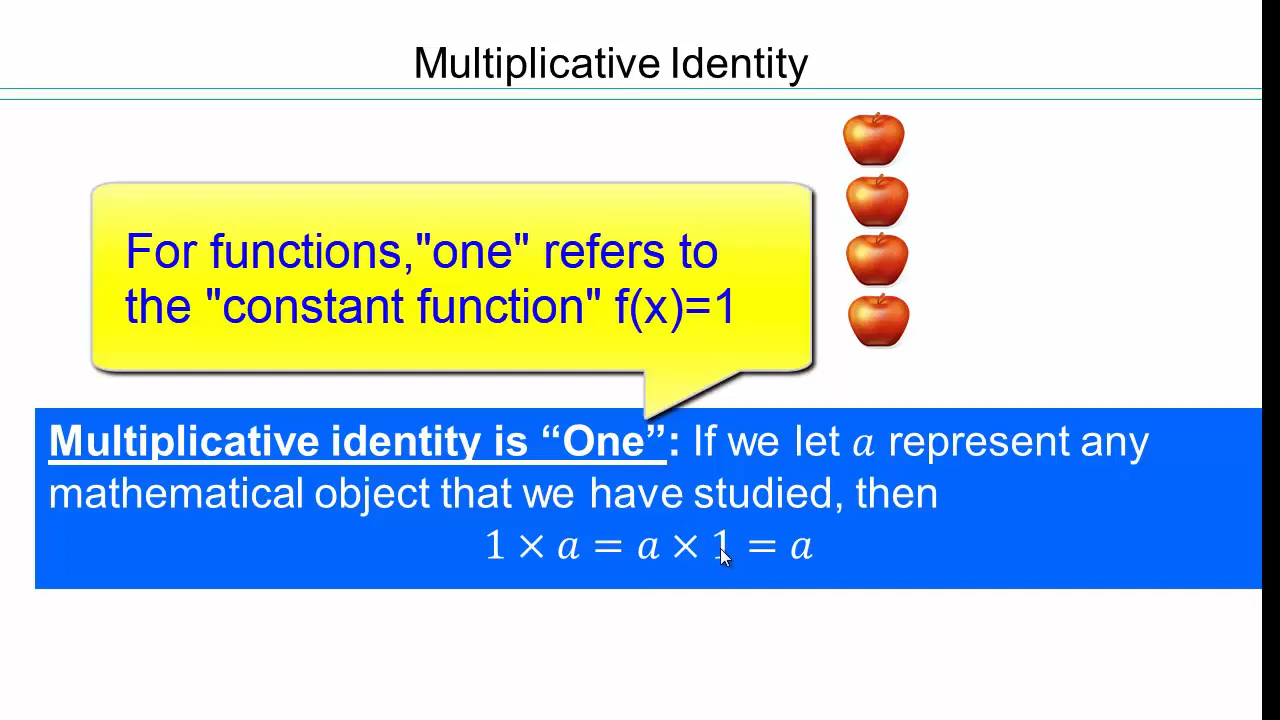 Multiplicative Identity
For functions,"one" refers to
the "constant function" f(x)=1
Multiplicative identity is “One”: If we let 𝑎 represent any
mathematical object that we have studied, then
1 × 𝑎 = 𝑎 × 1 = 𝑎